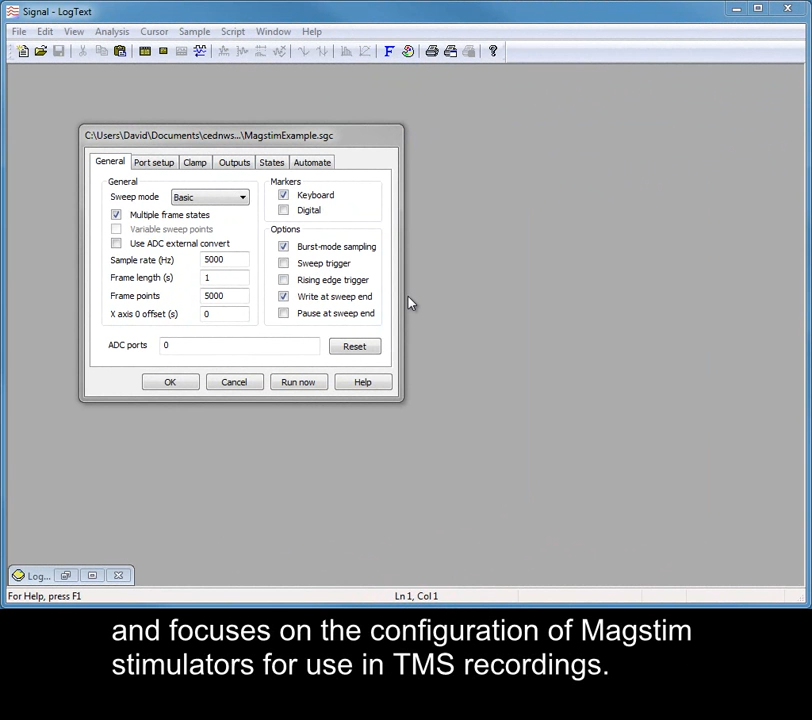 Signal - LogText
File Edit View Analysis Cursor Sample Script Window Help
C:\Users\David\Documents\cednws...\MagstimExample.sgc
General Port setup Clamp Outputs States Automate
General
Sweep mode Basic
Multiple frame states
Variable sweep points
Use ADC external convert
Sample rate (Hz) 5000
Frame length (s) 1
Frame points 5000
X axis 0 offset (s) 0
Markers
Keyboard
Digital
Options
Burst-mode sampling
Sweep trigger
Rising edge trigger
Write at sweep end
Pause at sweep end
ADC ports 0 Reset
OK Cancel Run now Help
Log...
For Help, press F1 Ln 1, Col 1
and focuses on the configuration of Magstim
stimulators for use in TMS recordings.